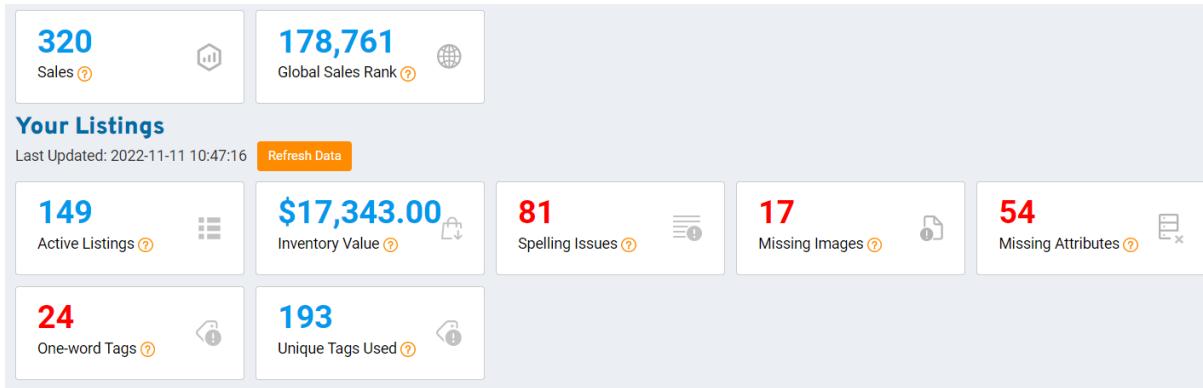 320
Sales
178,761
Global Sales Rank
Your Listings
Last Updated: 2022-11-11 10:47:16
Refresh Data
149
Active Listings
$17,343.00
Inventory Value
81
Spelling Issues
17
Missing Images
54
Missing Attributes
24
One-word Tags
193
Unique Tags Used